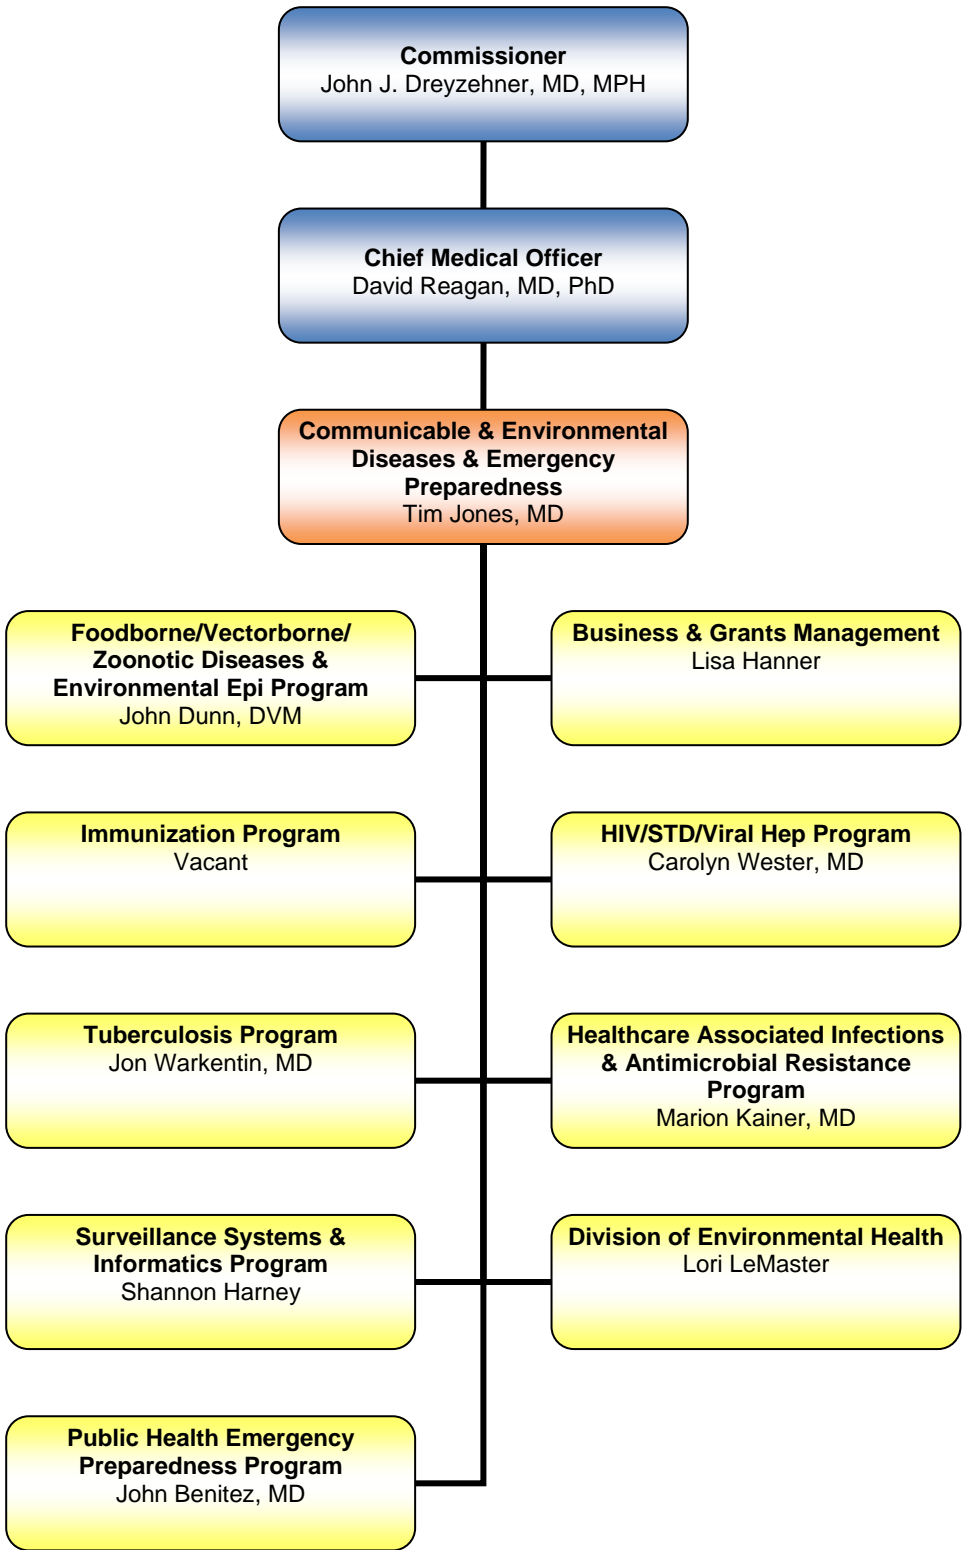 Commissioner
John J. Dreyzehner, MD, MPH
Chief Medical Officer
David Reagan, MD, PhD
Communicable & Environmental
Diseases & Emergency
Preparedness
Tim Jones, MD
Foodborne/Vectorborne/
Zoonotic Diseases &
Environmental Epi Program
John Dunn, DVM
Business & Grants Management
Lisa Hanner
Immunization Program
Vacant
HIV/STD/Viral Hep Program
Carolyn Wester, MD
Tuberculosis Program
Jon Warkentin, MD
Healthcare Associated Infections
& Antimicrobial Resistance
Program
Marion Kainer, MD
Surveillance Systems &
Informatics Program
Shannon Harney
Division of Environmental Health
Lori LeMaster
Public Health Emergency
Preparedness Program
John Benitez, MD